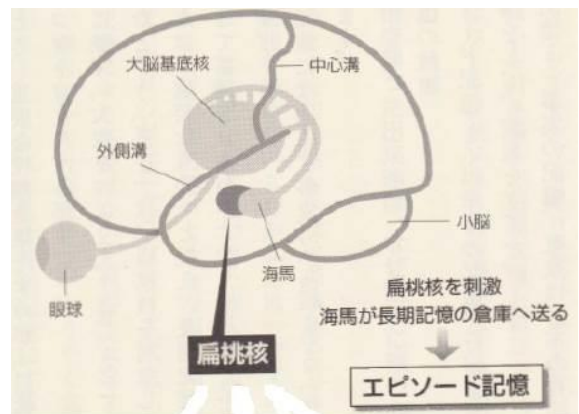 大脳基底核
中心溝
外側溝
小脳
海馬
眼球
扁桃核
扁桃核を刺激
海馬が長期記憶の倉庫へ送る
エピソード記憶